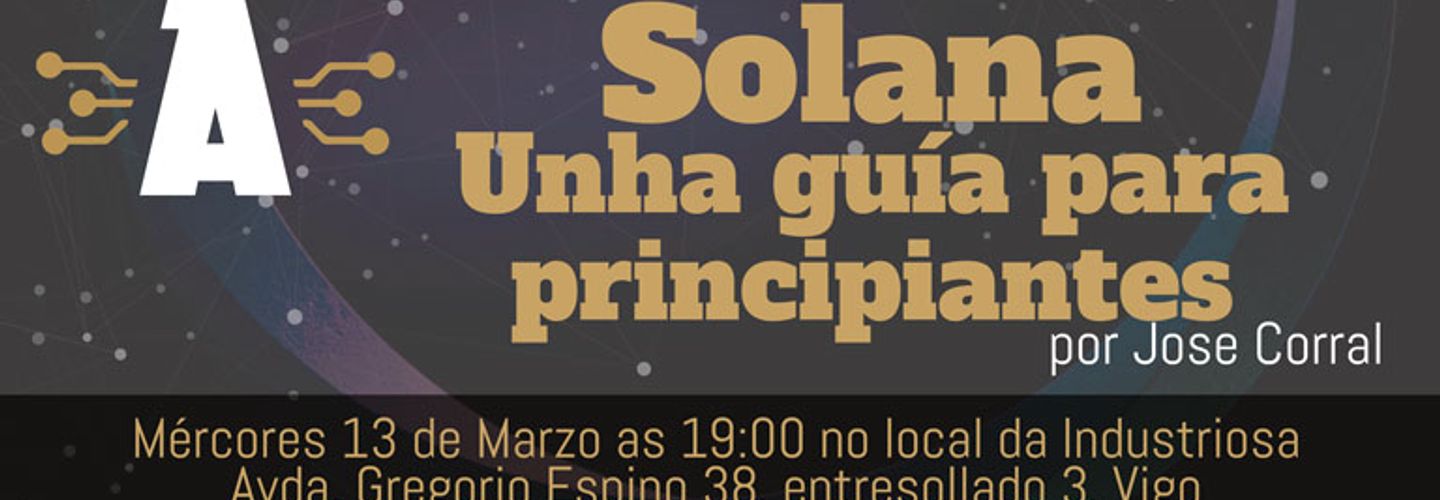 A
Solana
Unha guía para
principiantes
por Jose Corral
Mércores 13 de Marzo as 19:00 no local da Industriosa
Avda. Gregorio Espino 38, entresollado 3, Vigo